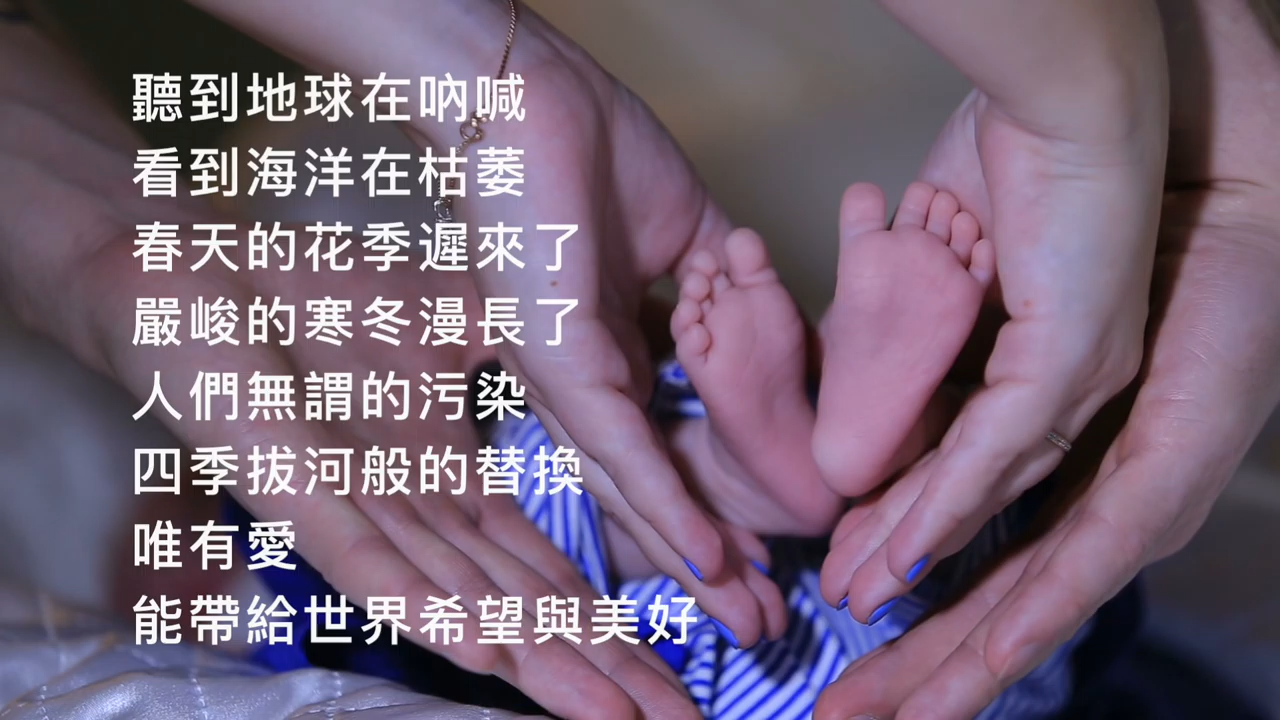 聽到地球在吶喊
看到海洋在枯萎
春天的花季遲來了
嚴峻的寒冬漫長了
人們無謂的污染
四季拔河般的替換
唯有愛
能帶給世界希望與美好